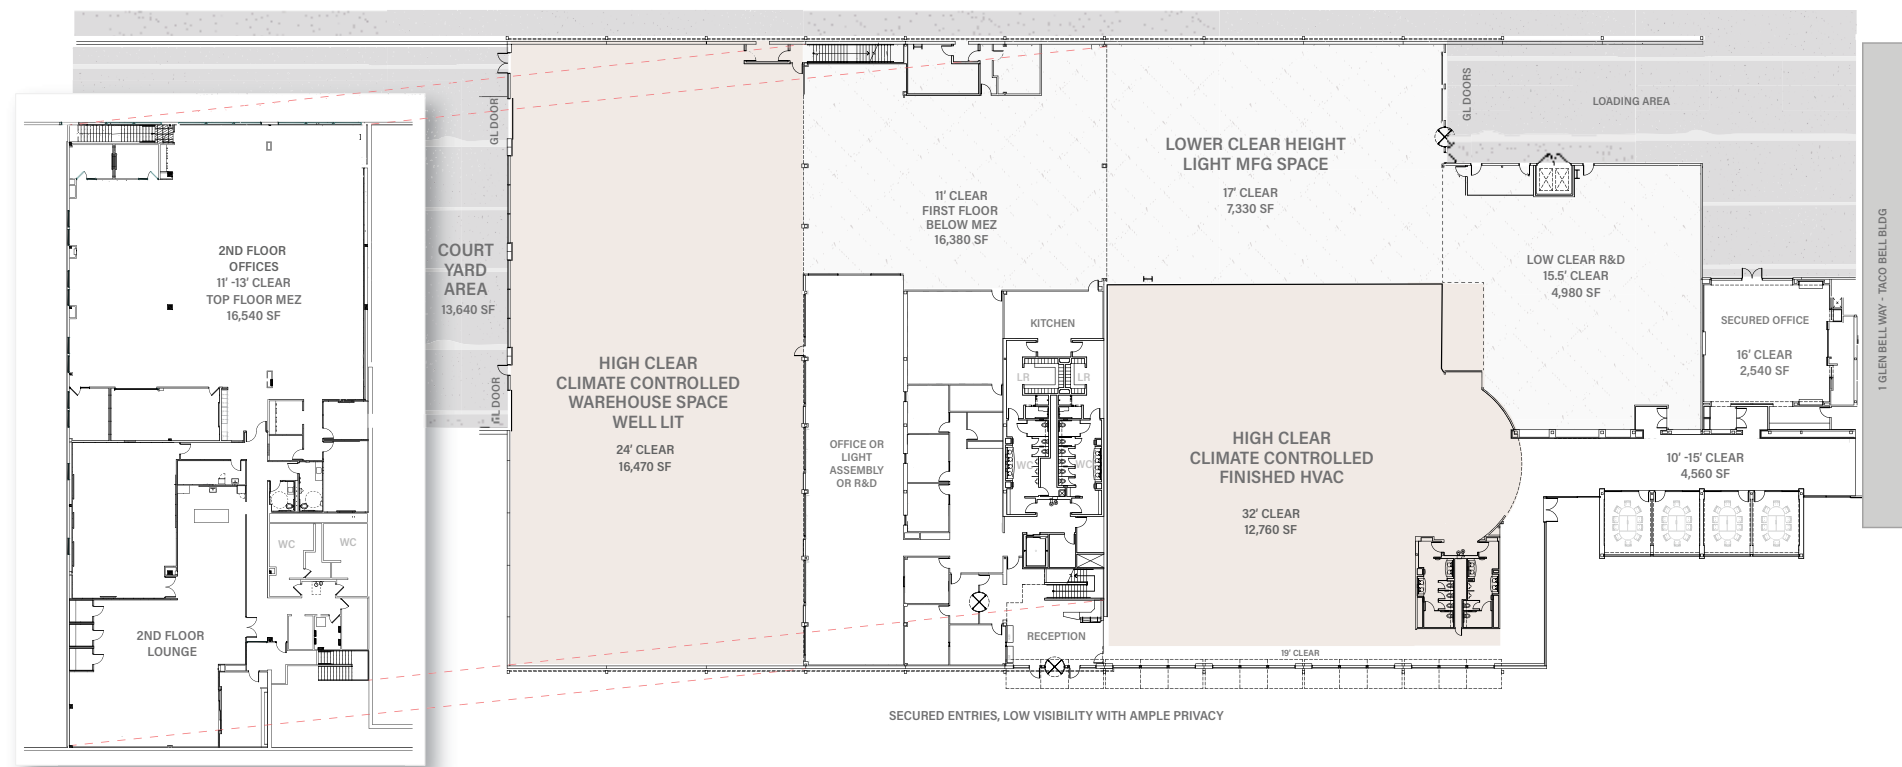 2ND FLOOR
OFFICES
11' -13' CLEAR
TOP FLOOR MEZ
16,540 SF
WC
WC
2ND FLOOR
LOUNGE
COURT
YARD
AREA
13,640 SF
GL DOOR
GL DOOR
HIGH CLEAR
CLIMATE CONTROLLED
WAREHOUSE SPACE
WELL LIT
24' CLEAR
16,470 SF
11' CLEAR
FIRST FLOOR
BELOW MEZ
16,380 SF
OFFICE OR
LIGHT
ASSEMBLY
OR R&D
KITCHEN
LR
LR
WC
WC
RECEPTION
LOWER CLEAR HEIGHT
LIGHT MFG SPACE
17' CLEAR
7,330 SF
HIGH CLEAR
CLIMATE CONTROLLED
FINISHED HVAC
32' CLEAR
12,760 SF
19' CLEAR
GL DOORS
LOADING AREA
LOW CLEAR R&D
15.5' CLEAR
4,980 SF
SECURED OFFICE
16' CLEAR
2,540 SF
10' -15' CLEAR
4,560 SF
1 GLEN BELL WAY - TACO BELL BLDG
SECURED ENTRIES, LOW VISIBILITY WITH AMPLE PRIVACY